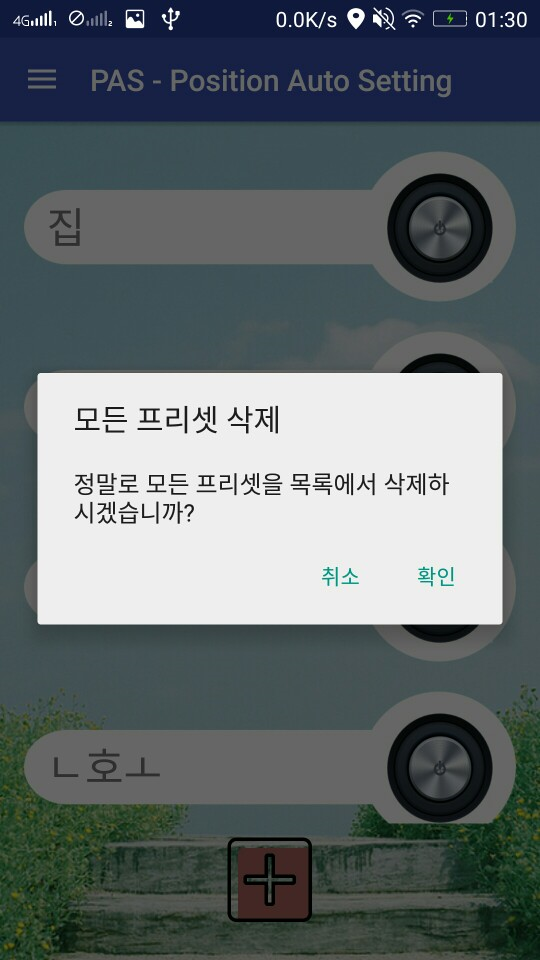 4G 2 0.0K/s 01:30
PAS - Position Auto Setting
집
모든 프리셋 삭제
정말로 모든 프리셋을 목록에서 삭제하
시겠습니까?
취소 확인
ㄴ호ㅗ